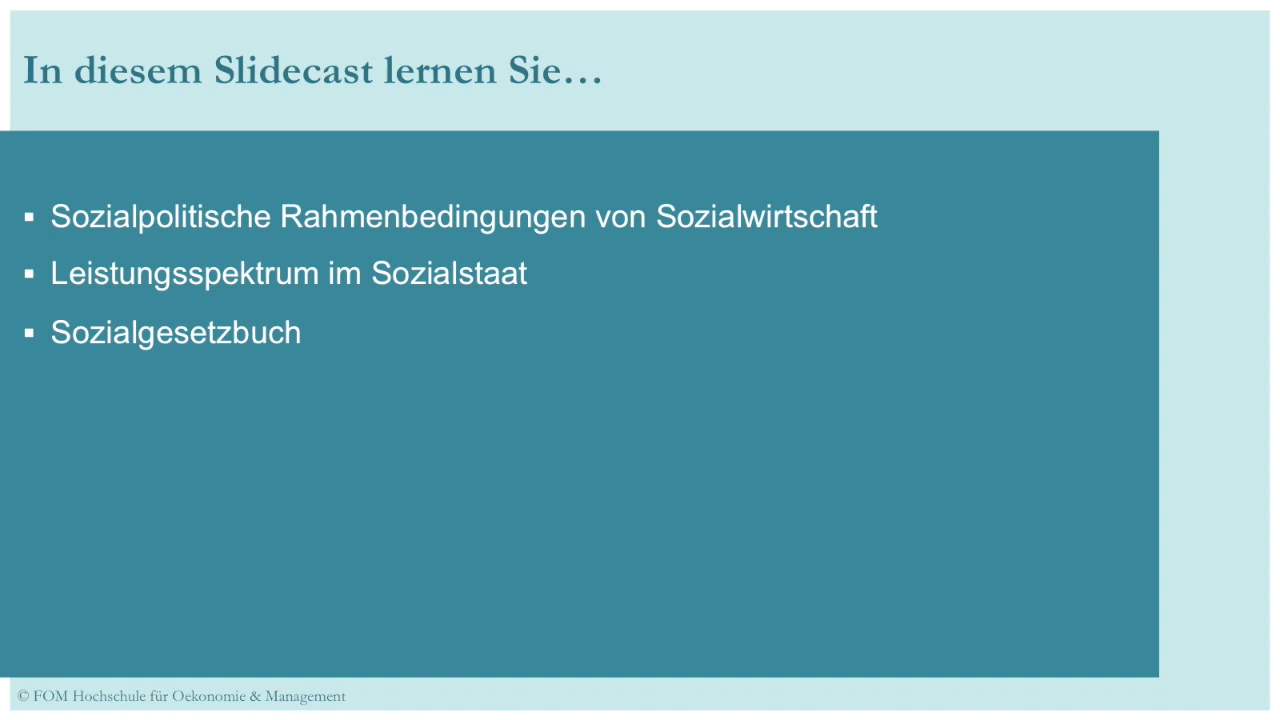 In diesem Slidecast lernen Sie…
▪ Sozialpolitische Rahmenbedingungen von Sozialwirtschaft
▪ Leistungsspektrum im Sozialstaat
▪ Sozialgesetzbuch
© FOM Hochschule für Oekonomie & Management